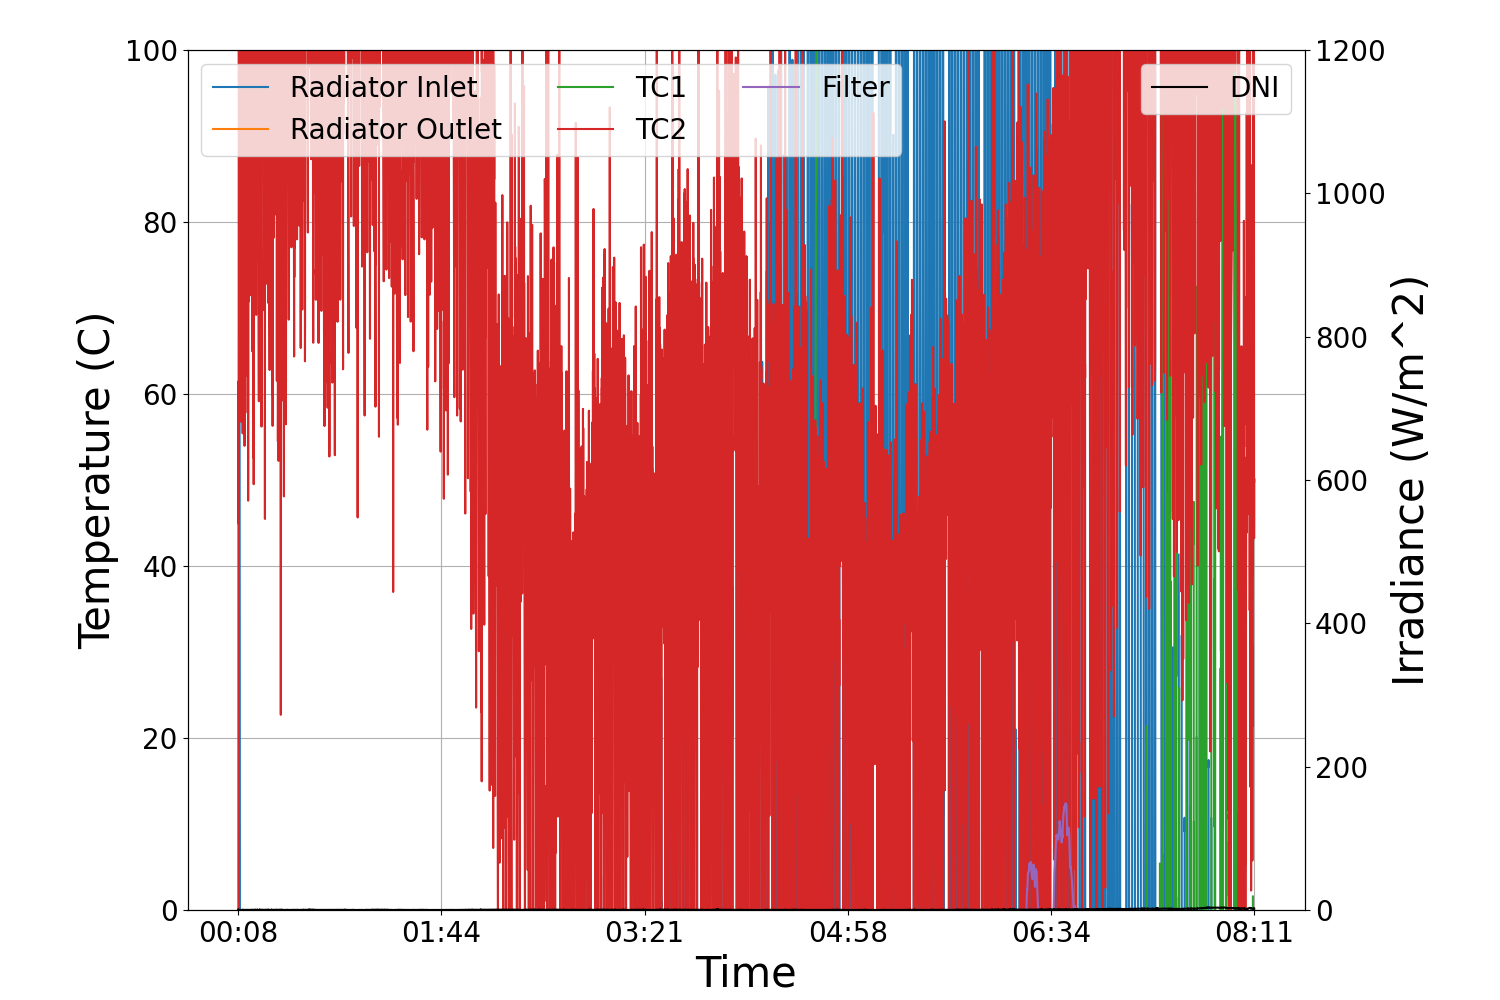 Radiator Inlet
Radiator Outlet
TC1
TC2
Filter
DNI
Temperature (C)
100
80
60
40
20
0
Irradiance (W/m^2)
1200
1000
800
600
400
200
0
00:08 01:44 03:21 04:58 06:34 08:11
Time